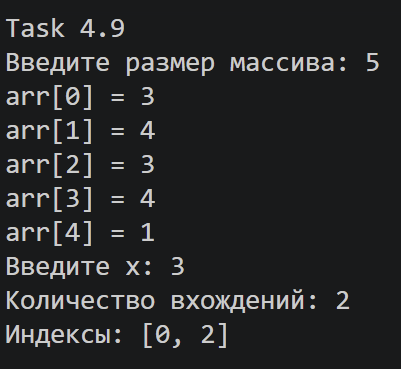 Task 4.9
Введите размер массива: 5
arr[0] = 3
arr[1] = 4
arr[2] = 3
arr[3] = 4
arr[4] = 1
Введите x: 3
Количество вхождений: 2
Индексы: [0, 2]